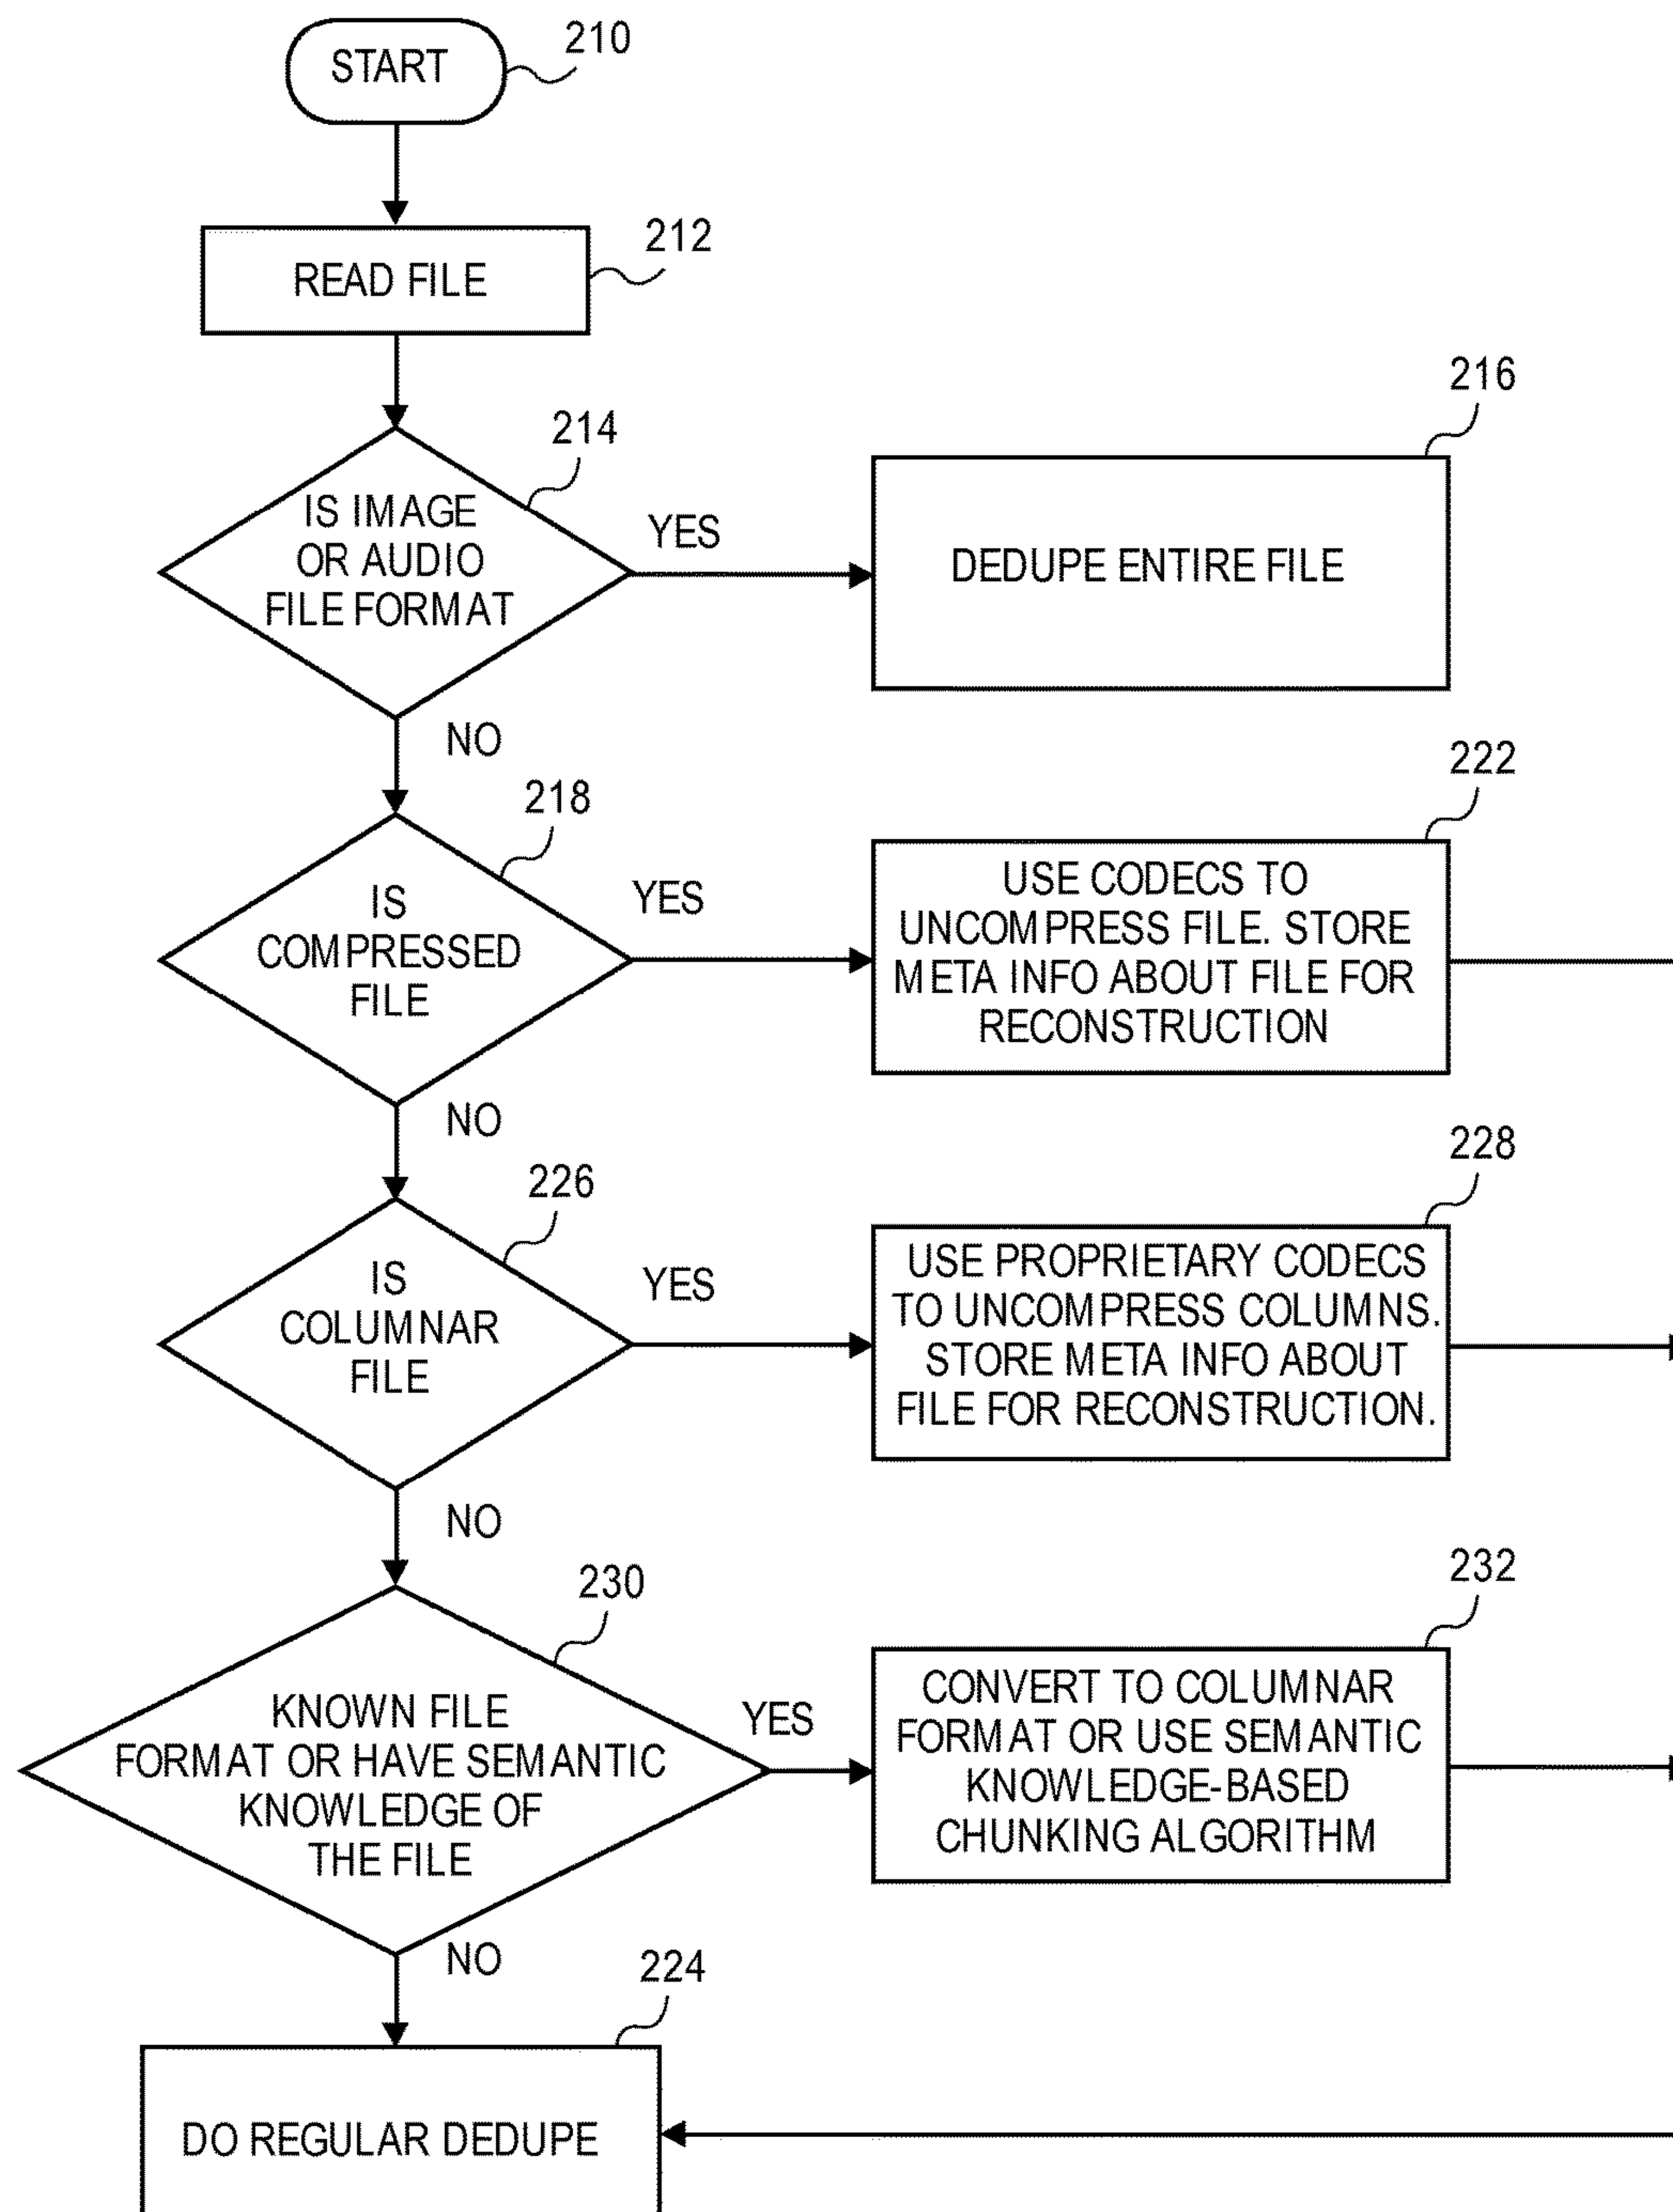 START
210
READ FILE
212
IS IMAGE
OR AUDIO
FILE FORMAT
214
YES
216
DEDUPE ENTIRE FILE
NO
218
IS
COMPRESSED
FILE
YES
222
USE CODECS TO
UNCOMPRESS FILE. STORE
META INFO ABOUT FILE FOR
RECONSTRUCTION
NO
226
IS
COLUMNAR
FILE
YES
228
USE PROPRIETARY CODECS
TO UNCOMPRESS COLUMNS.
STORE META INFO ABOUT
FILE FOR RECONSTRUCTION.
NO
230
KNOWN FILE
FORMAT OR HAVE SEMANTIC
KNOWLEDGE OF
THE FILE
YES
232
CONVERT TO COLUMNAR
FORMAT OR USE SEMANTIC
KNOWLEDGE-BASED
CHUNKING ALGORITHM
NO
224
DO REGULAR DEDUPE